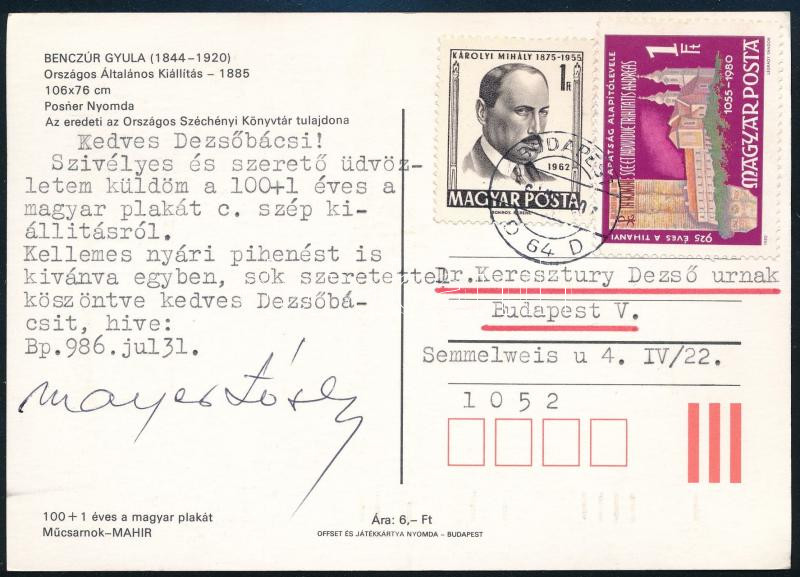 BENCZÚR GYULA (1844–1920)
Országos Általános Kiállítás – 1885
106x76 cm
Posner Nyomda
Az eredeti az Országos Széchényi Könyvtár tulajdona
Kedves Dezsőbácsi!
Szivélyes és szerető üdvöz-
letem küldöm a 100+1 éves a
magyar plakát c. szép ki-
állitásról.
Kellemes nyári pihenést is
kivánva egyben, sok szeretettel
köszöntve kedves Dezsőbá-
csit, hive:
Bp.986.jul31.
100 + 1 éves a magyar plakát
Műcsarnok–MAHIR
Ára: 6,– Ft
OFFSET ÉS JÁTÉKKÁRTYA NYOMDA – BUDAPEST
KÁROLYI MIHÁLY 1875-1955
1 Ft
1962
MAGYAR POSTA
1 Ft
MAGYAR POSTA
1055-1980
925 ÉVES A TIHANYI
APÁTSÁG ALAPÍTÓLEVELE
BUDAPEST
64 D
Dr.Keresztury Dezső urnak
Budapest V.
Semmelweis u 4. IV/22.
1052